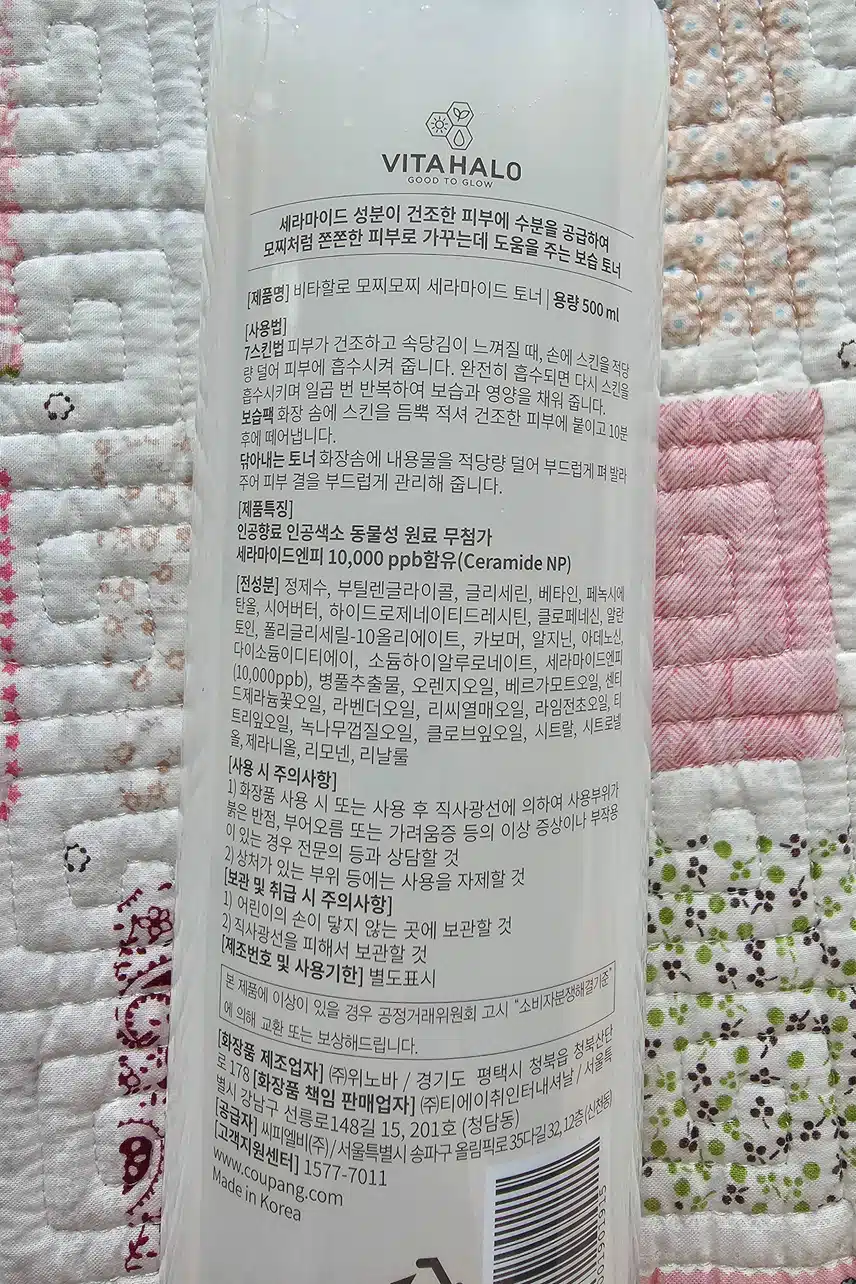 VITAHALO
GOOD TO GLOW
세라마이드 성분이 건조한 피부에 수분을 공급하여
모찌처럼 쫀쫀한 피부로 가꾸는데 도움을 주는 보습 토너
[제품명] 비타할로 모찌모찌 세라마이드 토너 | 용량 500 ml
[사용법]
7스킨법 피부가 건조하고 속당김이 느껴질 때, 손에 스킨을 적당
량 덜어 피부에 흡수시켜 줍니다. 완전히 흡수되면 다시 스킨을
흡수시키며 일곱 번 반복하여 보습과 영양을 채워 줍니다.
보습팩 화장 솜에 스킨을 듬뿍 적셔 건조한 피부에 붙이고 10분
후에 떼어냅니다.
닦아내는 토너 화장솜에 내용물을 적당량 덜어 부드럽게 펴 발라
주어 피부 결을 부드럽게 관리해 줍니다.
[제품특징]
인공향료 인공색소 동물성 원료 무첨가
세라마이드엔피 10,000 ppb함유(Ceramide NP)
[전성분] 정제수, 부틸렌글라이콜, 글리세린, 베타인, 페녹시에
탄올, 시어버터, 하이드로제네이티드레시틴, 클로페네신, 알란
토인, 폴리글리세릴-10올리에이트, 카보머, 알지닌, 아데노신,
다이소듐이디티에이, 소듐하이알루로네이트, 세라마이드엔피
(10,000ppb), 병풀추출물, 오렌지오일, 베르가모트오일, 센티
드제라늄꽃오일, 라벤더오일, 리씨열매오일, 라임전초오일, 티
트리잎오일, 녹나무껍질오일, 클로브잎오일, 시트랄, 시트로넬
올, 제라니올, 리모넨, 리날룰
[사용 시 주의사항]
1) 화장품 사용 시 또는 사용 후 직사광선에 의하여 사용부위가
붉은 반점, 부어오름 또는 가려움증 등의 이상 증상이나 부작용
이 있는 경우 전문의 등과 상담할 것
2) 상처가 있는 부위 등에는 사용을 자제할 것
[보관 및 취급 시 주의사항]
1) 어린이의 손이 닿지 않는 곳에 보관할 것
2) 직사광선을 피해서 보관할 것
[제조번호 및 사용기한] 별도표시
본 제품에 이상이 있을 경우 공정거래위원회 고시 "소비자분쟁해결기준"
에 의해 교환 또는 보상해드립니다.
[화장품 제조업자] (주)위노바 / 경기도 평택시 청북읍 청북산단
로 178 [화장품 책임 판매업자] (주)티에이취인터내셔날 / 서울특
별시 강남구 선릉로148길 15, 201호 (청담동)
[공급자] 씨피엘비(주) / 서울특별시 송파구 올림픽로35다길 32, 12층 (신천동)
[고객지원센터] 1577-7011
www.coupang.com
Made in Korea